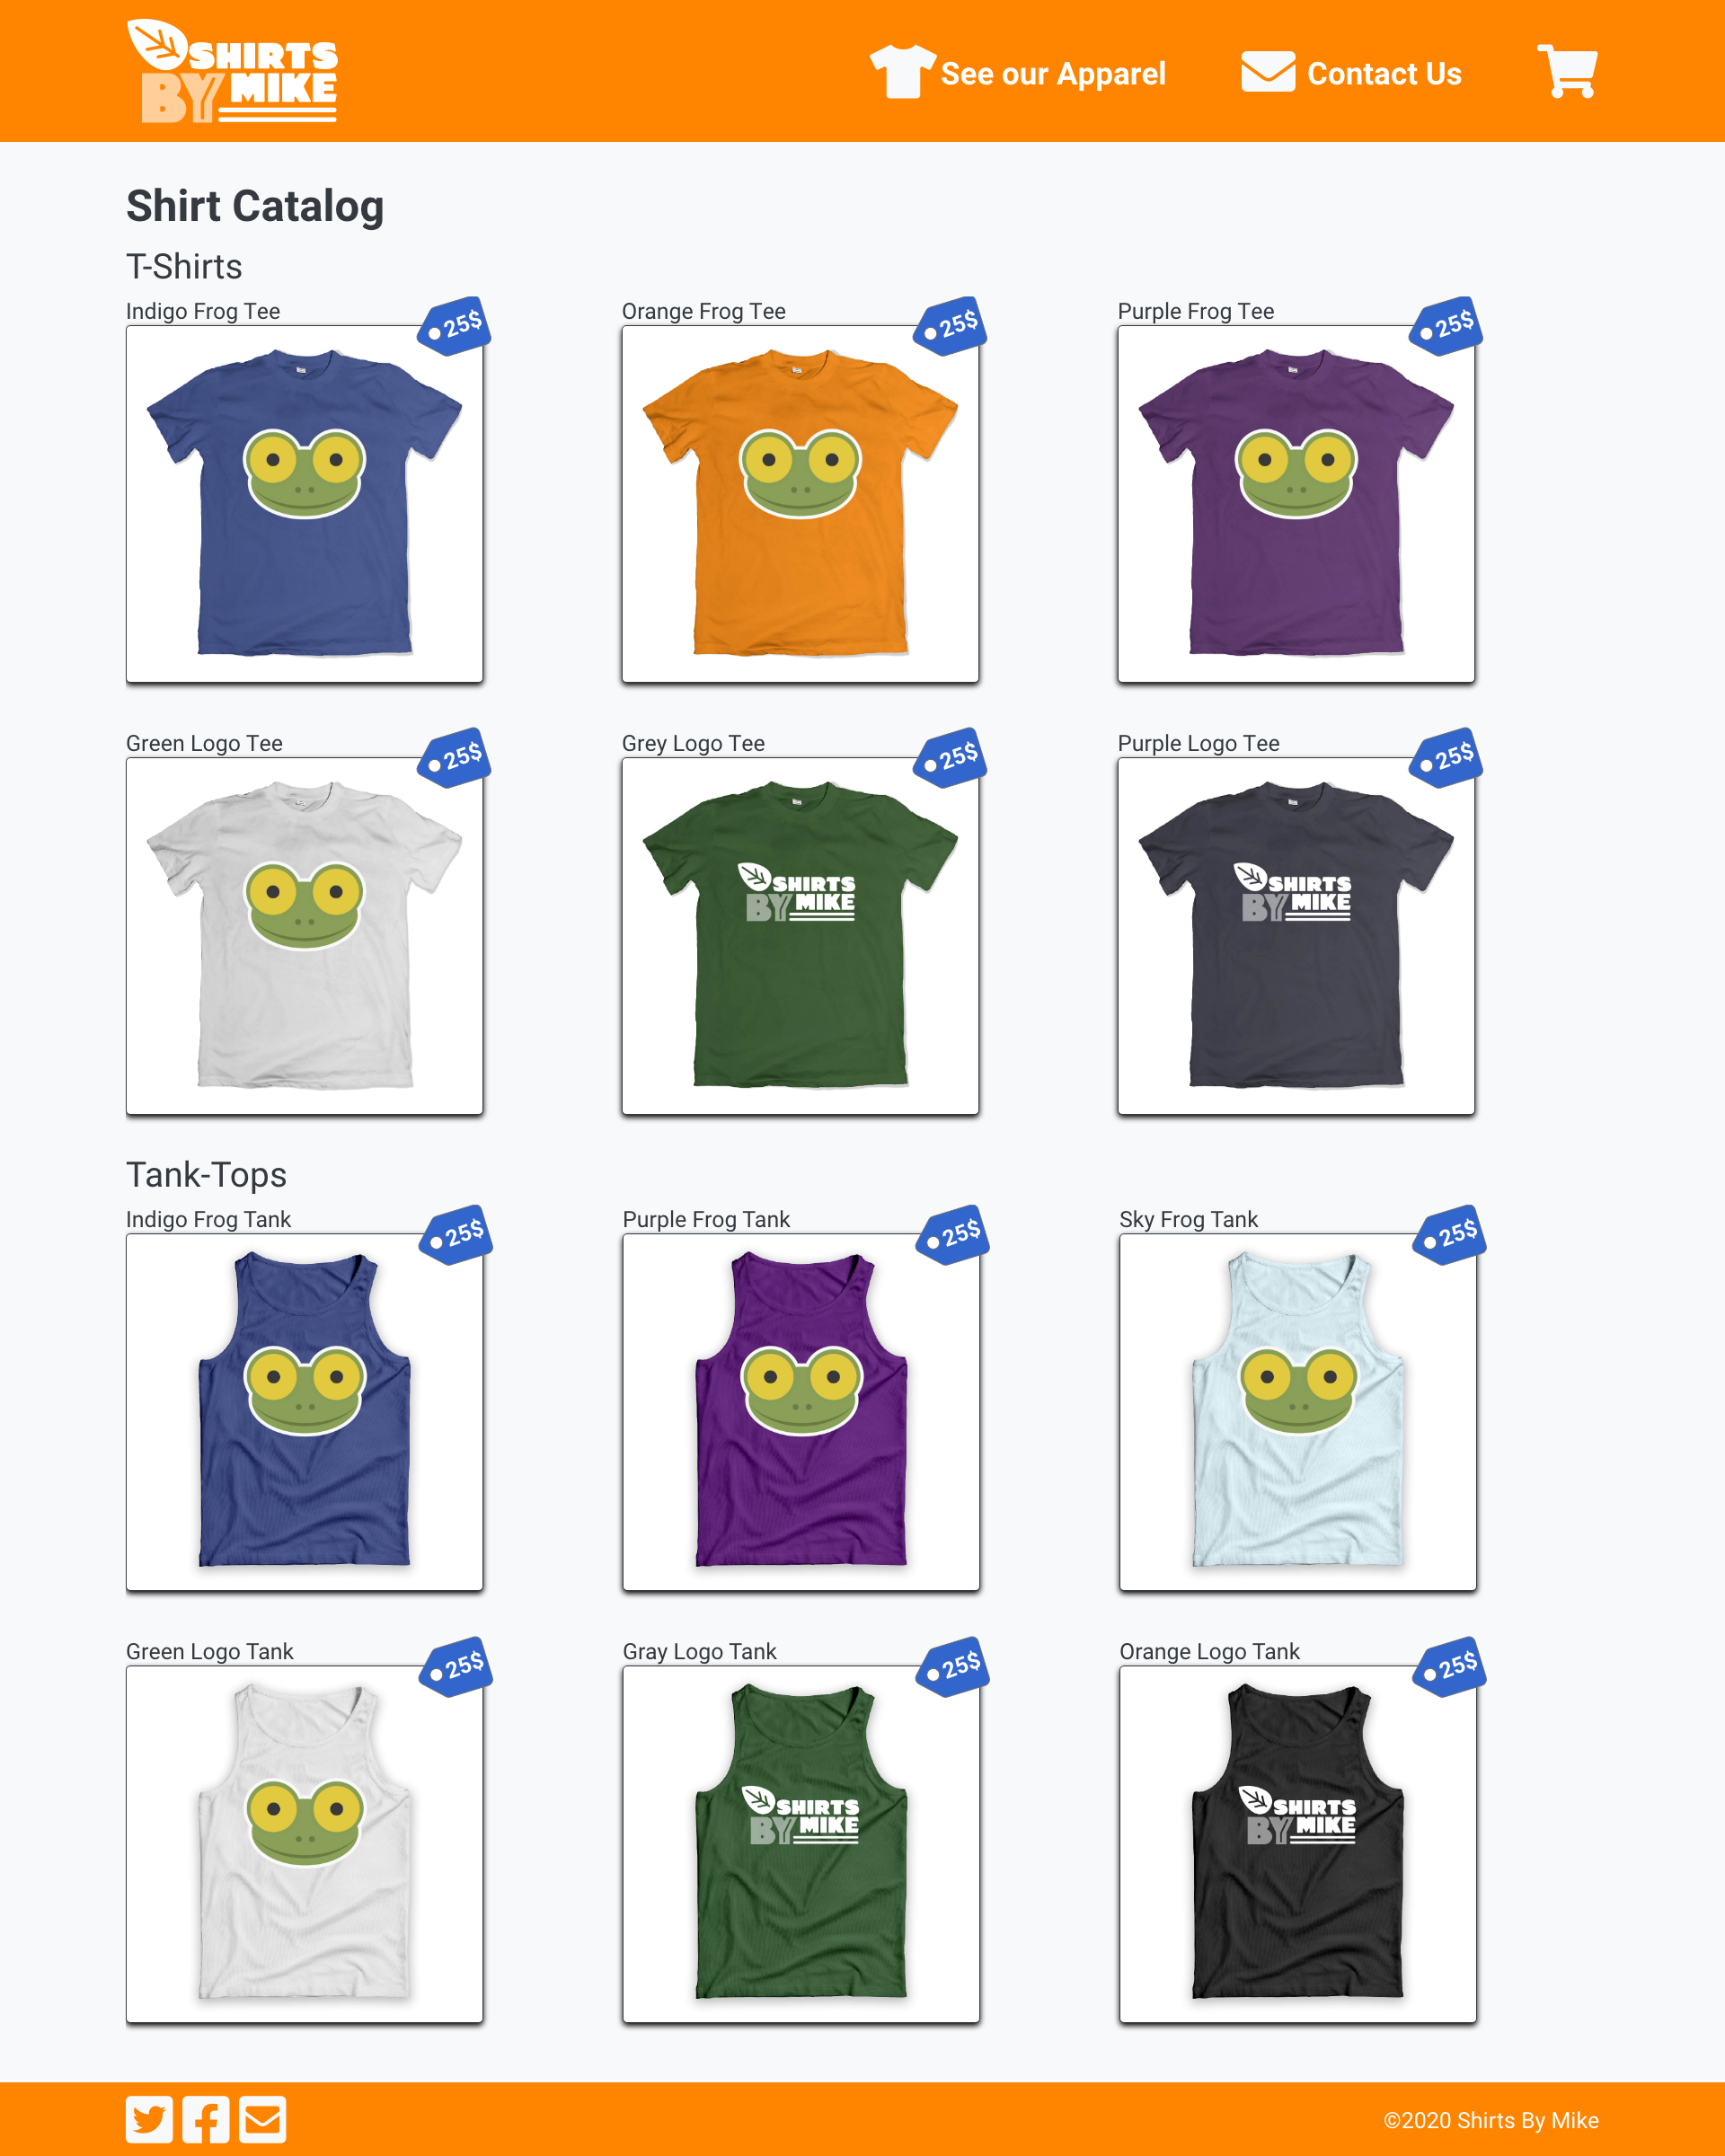 SHIRTS
BY MIKE
See our Apparel
Contact Us
Shirt Catalog
T-Shirts
Indigo Frog Tee
25$
Orange Frog Tee
25$
Purple Frog Tee
25$
Green Logo Tee
25$
Grey Logo Tee
25$
SHIRTS
BY MIKE
Purple Logo Tee
25$
SHIRTS
BY MIKE
Tank-Tops
Indigo Frog Tank
25$
Purple Frog Tank
25$
Sky Frog Tank
25$
Green Logo Tank
25$
Gray Logo Tank
25$
SHIRTS
BY MIKE
Orange Logo Tank
25$
SHIRTS
BY MIKE
©2020 Shirts By Mike